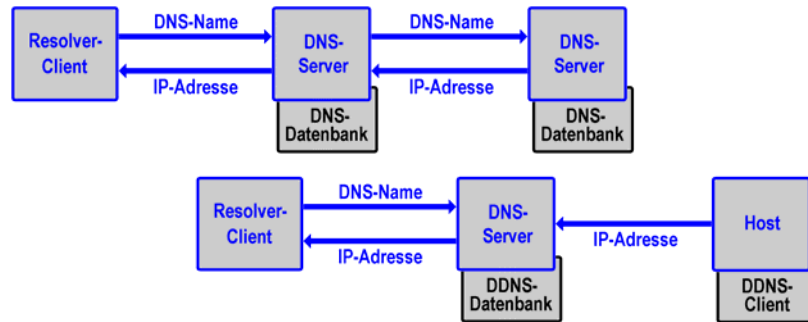 DNS-Name
DNS-Name
Resolver-
Client
DNS-
Server
DNS-
Server
IP-Adresse
IP-Adresse
DNS-
Datenbank
DNS-
Datenbank
DNS-Name
Resolver-
Client
DNS-
Server
Host
IP-Adresse
IP-Adresse
DDNS-
Datenbank
DDNS-
Client